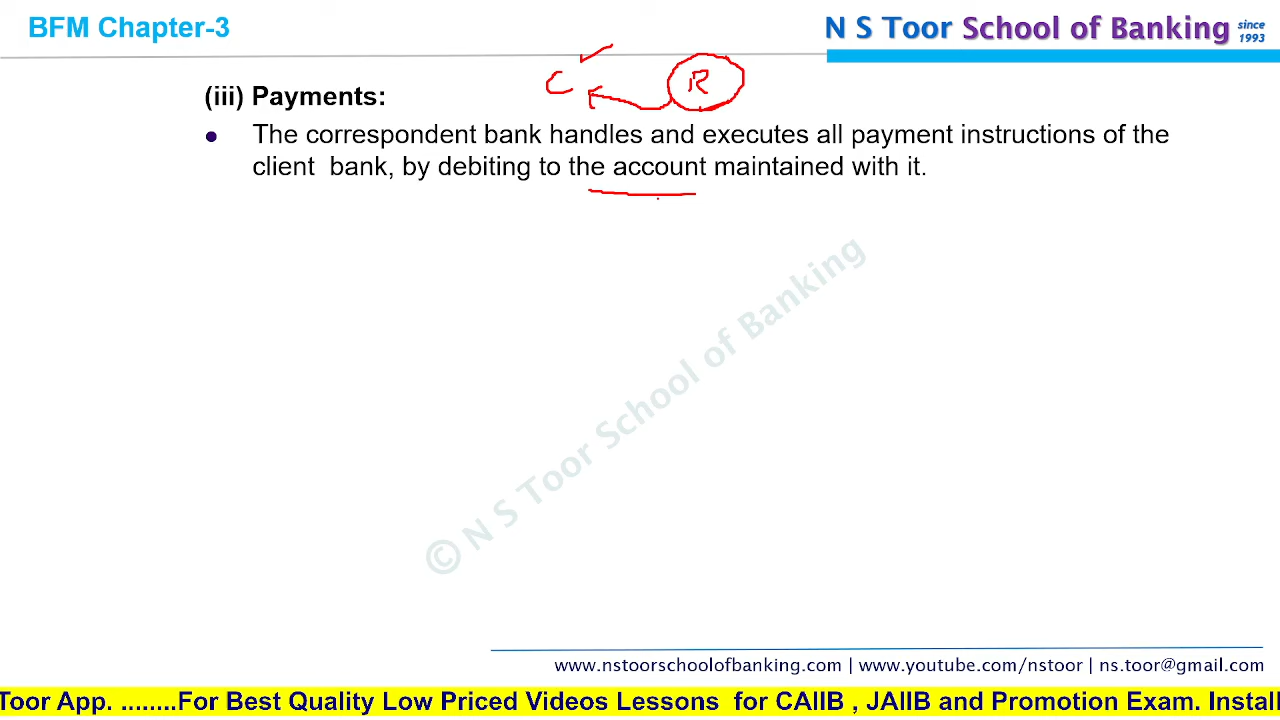 BFM Chapter-3
N S Toor School of Banking since 1993
C R
(iii) Payments:
The correspondent bank handles and executes all payment instructions of the
client bank, by debiting to the account maintained with it.
© N S Toor School of Banking
www.nstoorschoolofbanking.com | www.youtube.com/nstoor | ns.toor@gmail.com
Toor App. ........For Best Quality Low Priced Videos Lessons for CAIIB , JAIIB and Promotion Exam. Install